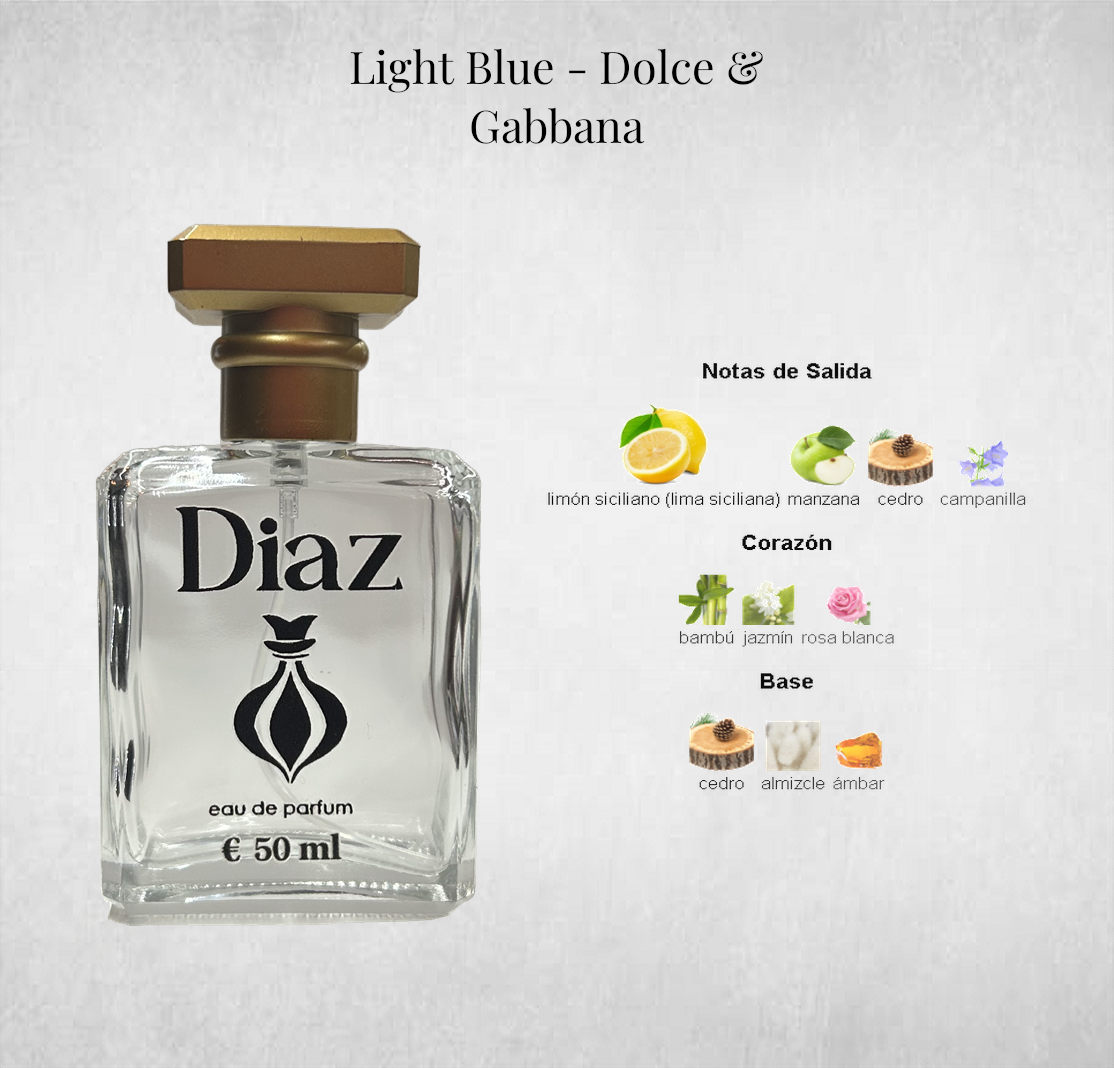 Light Blue - Dolce &
Gabbana
Diaz
eau de parfum
€ 50 ml
Notas de Salida
limón siciliano (lima siciliana) manzana cedro campanilla
Corazón
bambú jazmín rosa blanca
Base
cedro almizcle ámbar